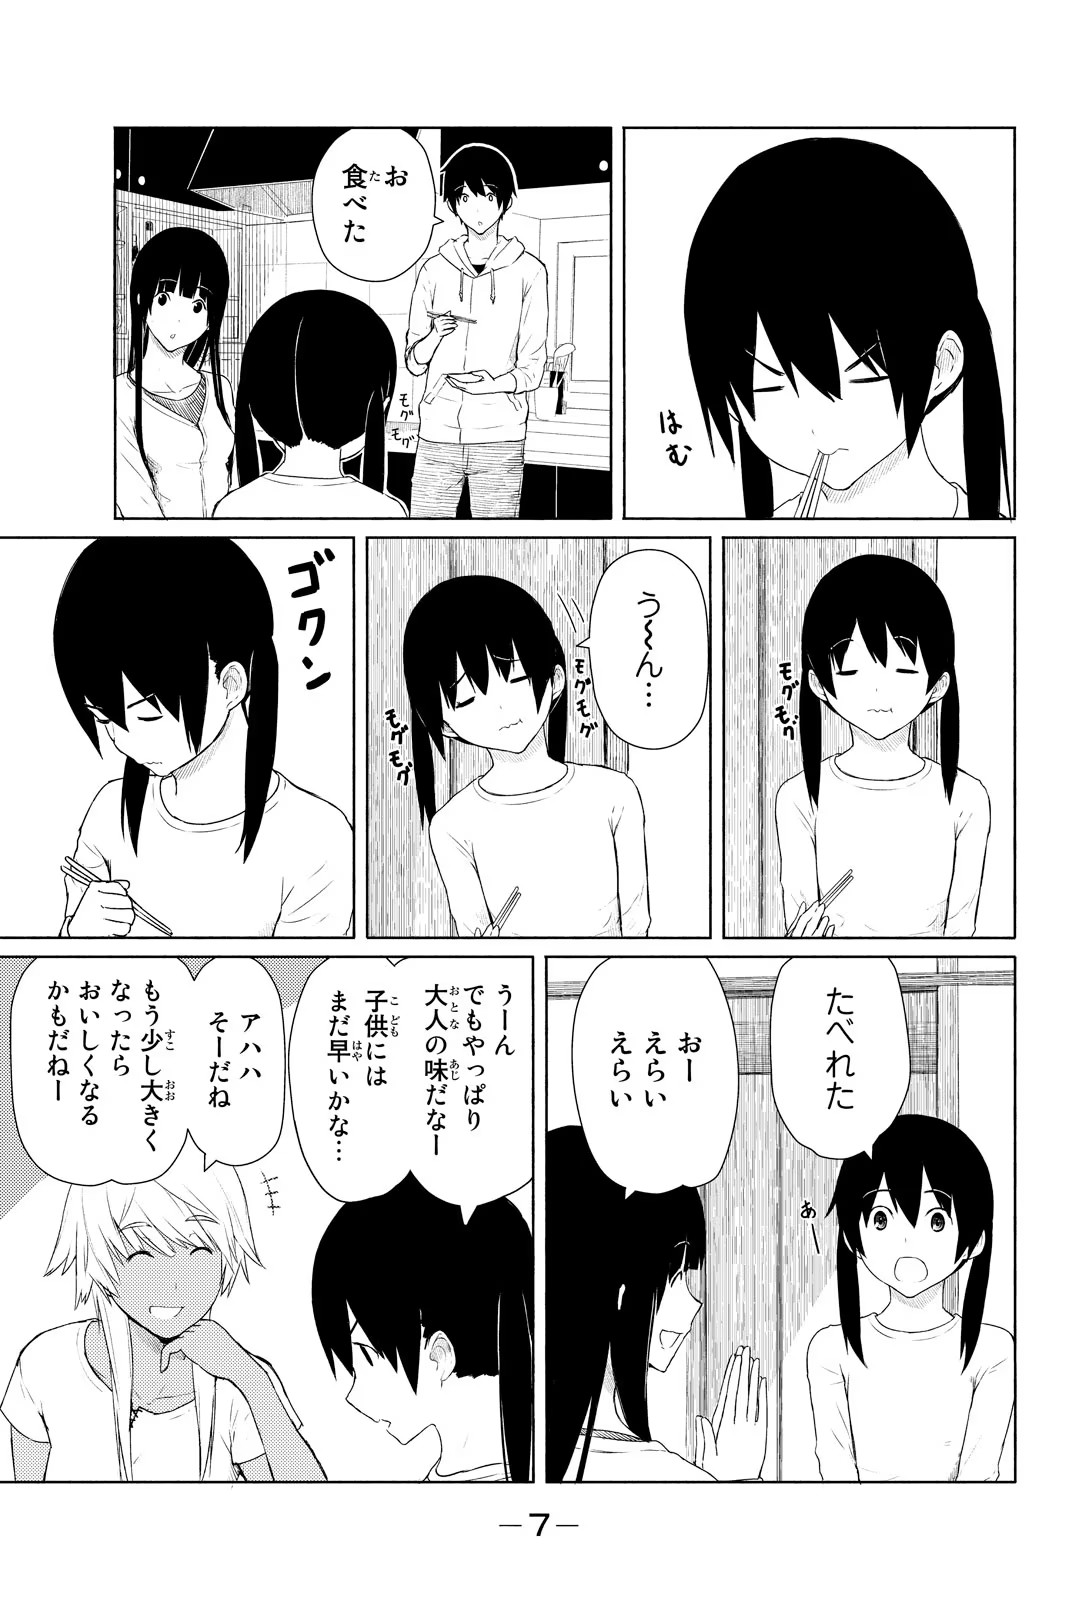 はむ
お
食べた
モグ
モグ
モグ
モグ
う〜ん…
モグモグ
モグモグ
ゴクン
たべれた
あー
おー
えらい
えらい
うーん
でもやっぱり
大人の味だなー
子供には
まだ早いかな…
アハハ
そーだね
もう少し大きく
なったら
おいしくなる
かもだねー
—7—